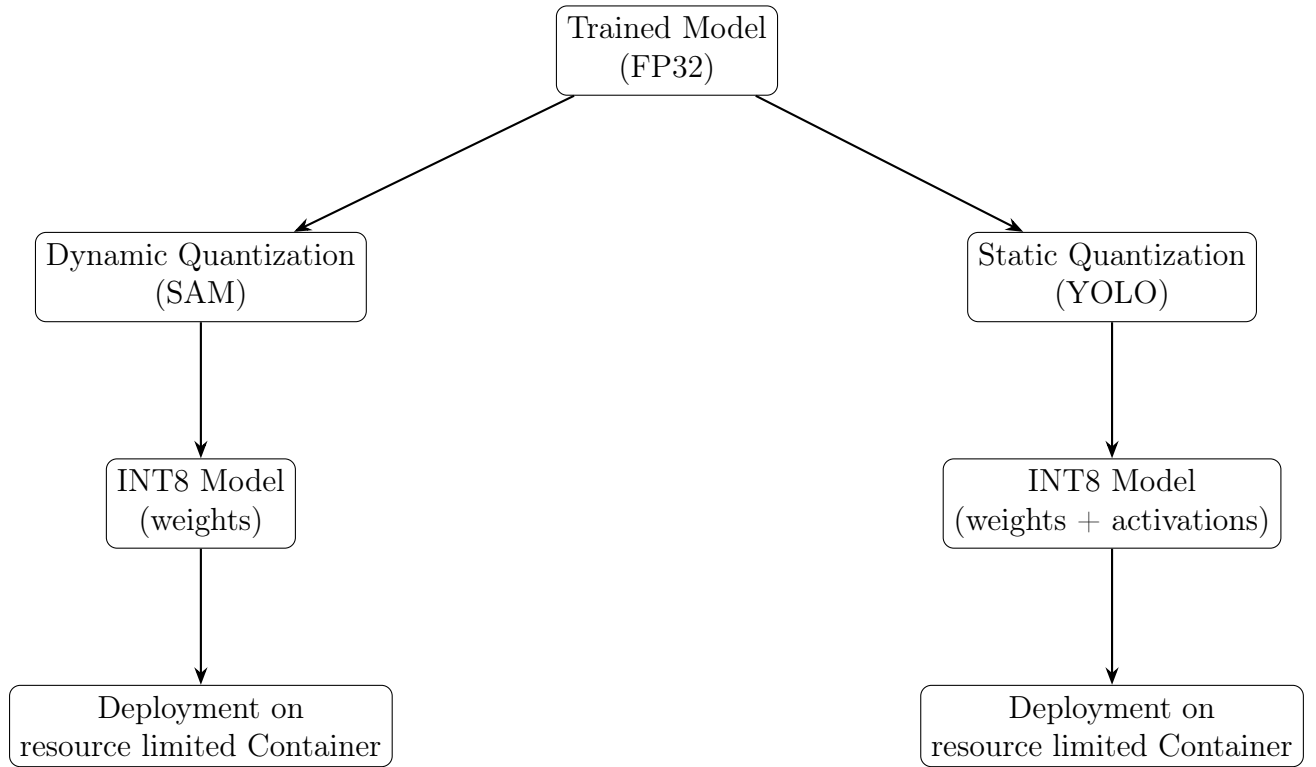 Trained Model
(FP32)
Dynamic Quantization
(SAM)
Static Quantization
(YOLO)
INT8 Model
(weights)
INT8 Model
(weights + activations)
Deployment on
resource limited Container
Deployment on
resource limited Container